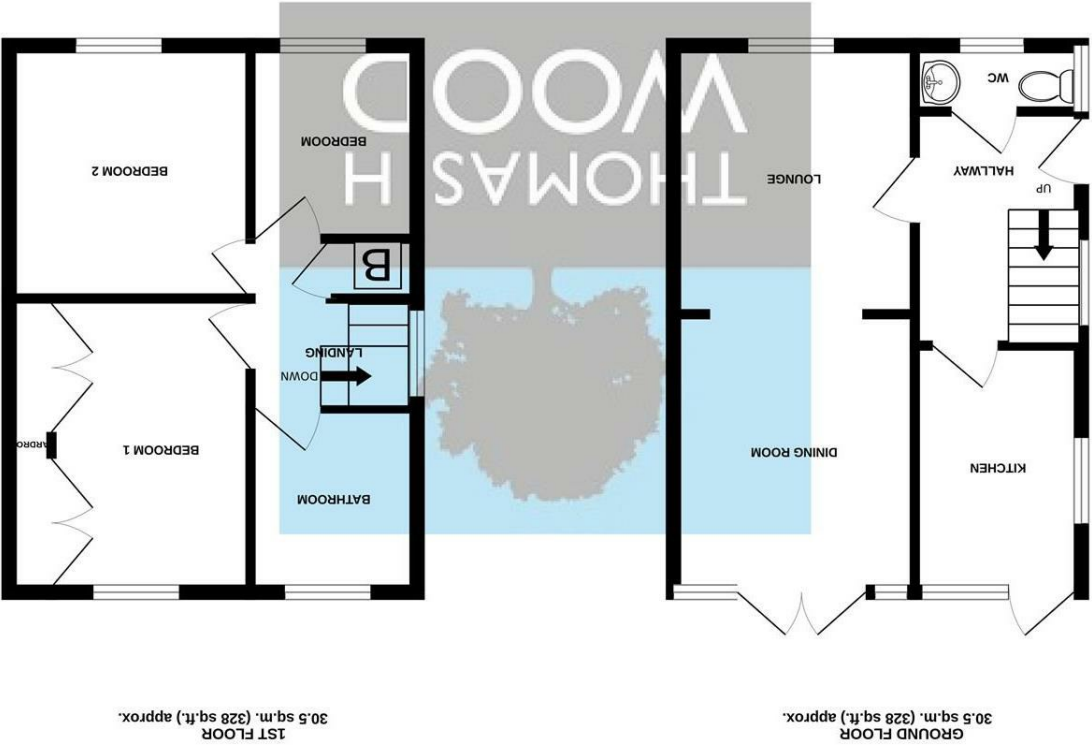 GROUND FLOOR
30.5 sq.m. (328 sq.ft.) approx.
1ST FLOOR
30.5 sq.m. (328 sq.ft.) approx.
KITCHEN
DINING ROOM
UP
HALLWAY
LOUNGE
WC
BATHROOM
BEDROOM 1
DOWN
LANDING
B
BEDROOM
BEDROOM 2
THOMAS H
WOOD